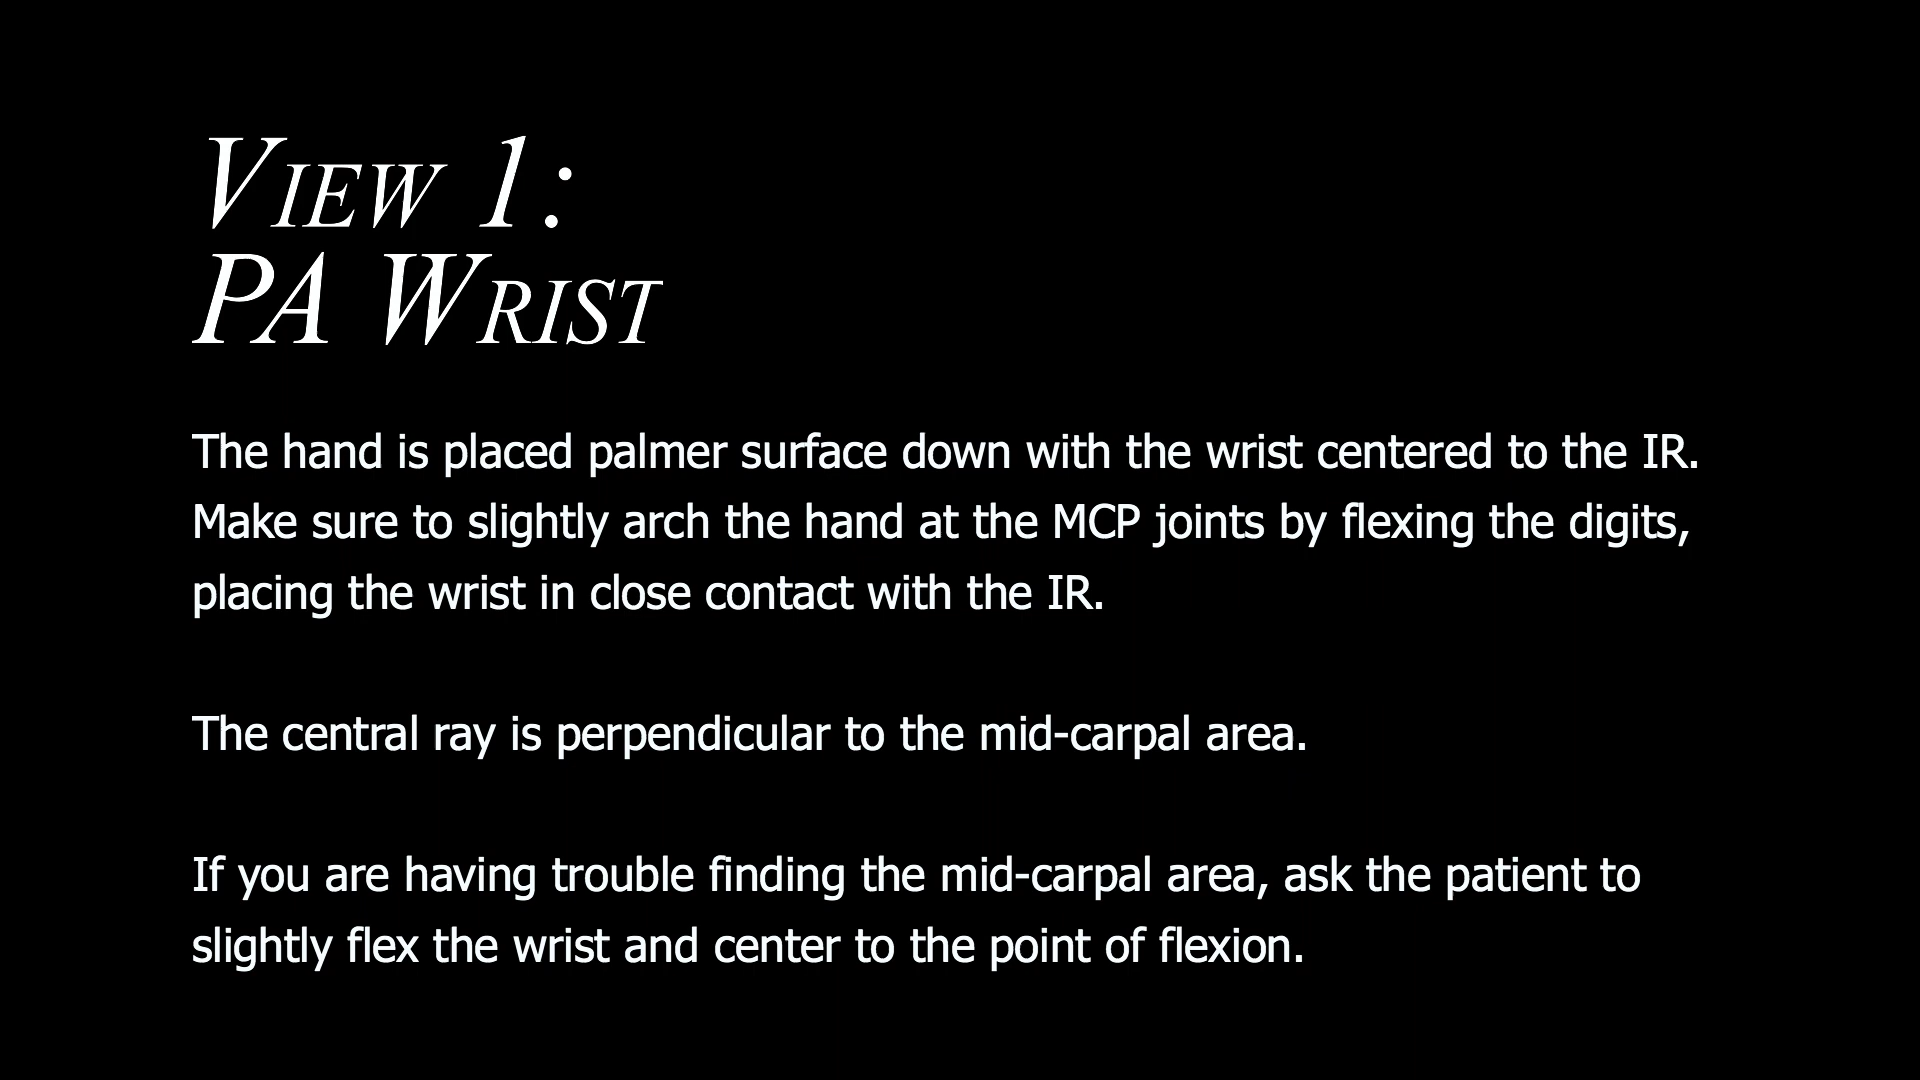 View 1:
PA Wrist
The hand is placed palmer surface down with the wrist centered to the IR.
Make sure to slightly arch the hand at the MCP joints by flexing the digits,
placing the wrist in close contact with the IR.
The central ray is perpendicular to the mid-carpal area.
If you are having trouble finding the mid-carpal area, ask the patient to
slightly flex the wrist and center to the point of flexion.